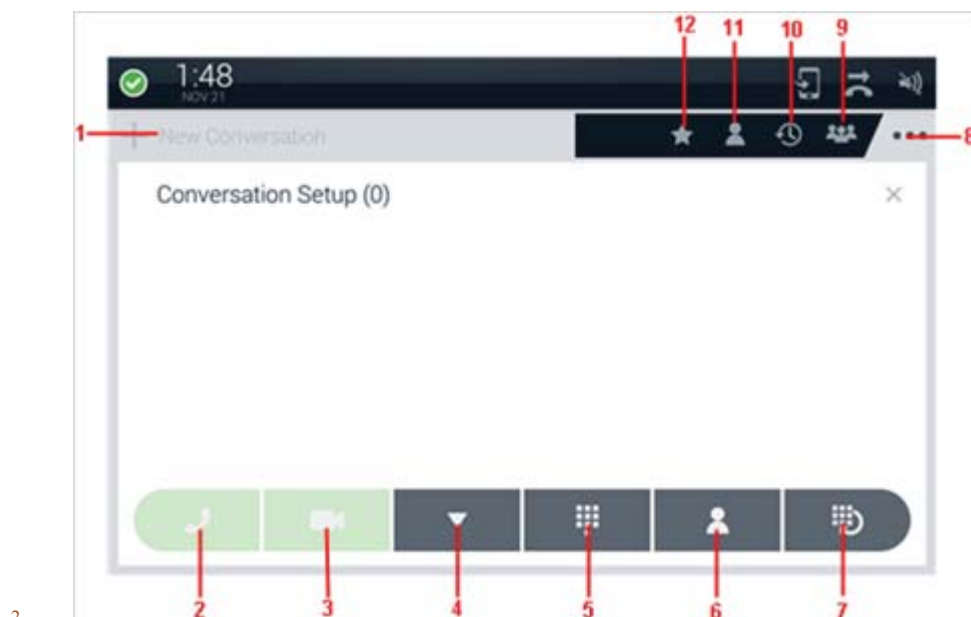 12 11 10 9
1:48
NOV 21
1 New Conversation 8
Conversation Setup (0)
2 3 4 5 6 7
2